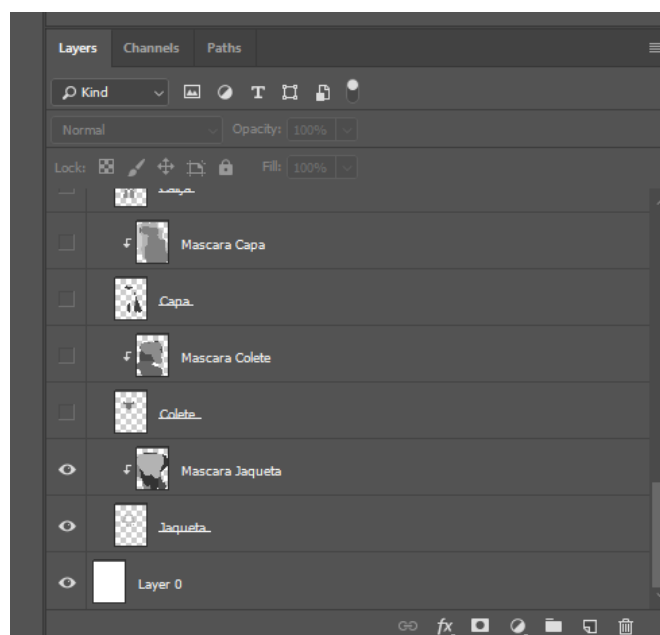 Layers Channels Paths
Kind T
Normal Opacity: 100%
Lock: Fill: 100%
Mascara Capa
Capa
Mascara Colete
Colete
Mascara Jaqueta
Jaqueta
Layer 0
fx